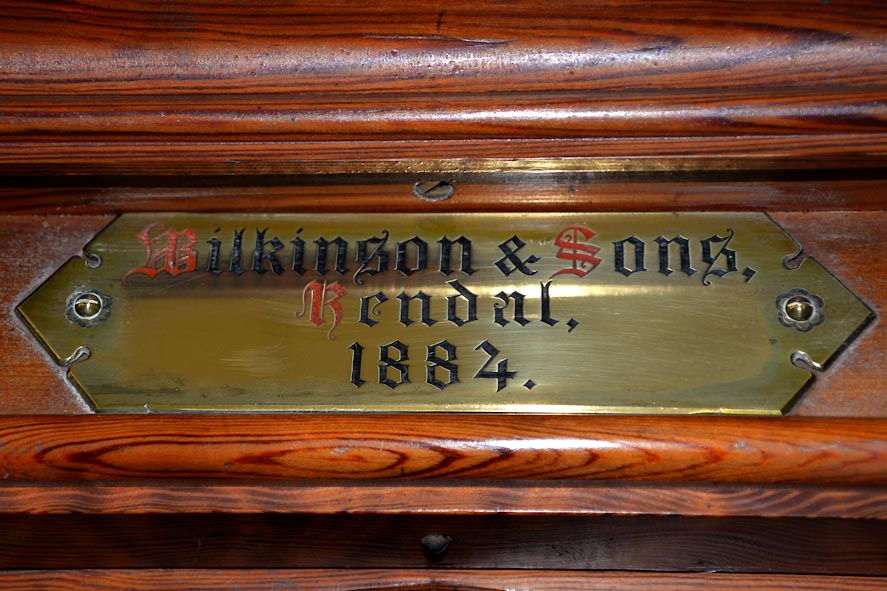 Wilkinson & Sons,
Kendal,
1884.